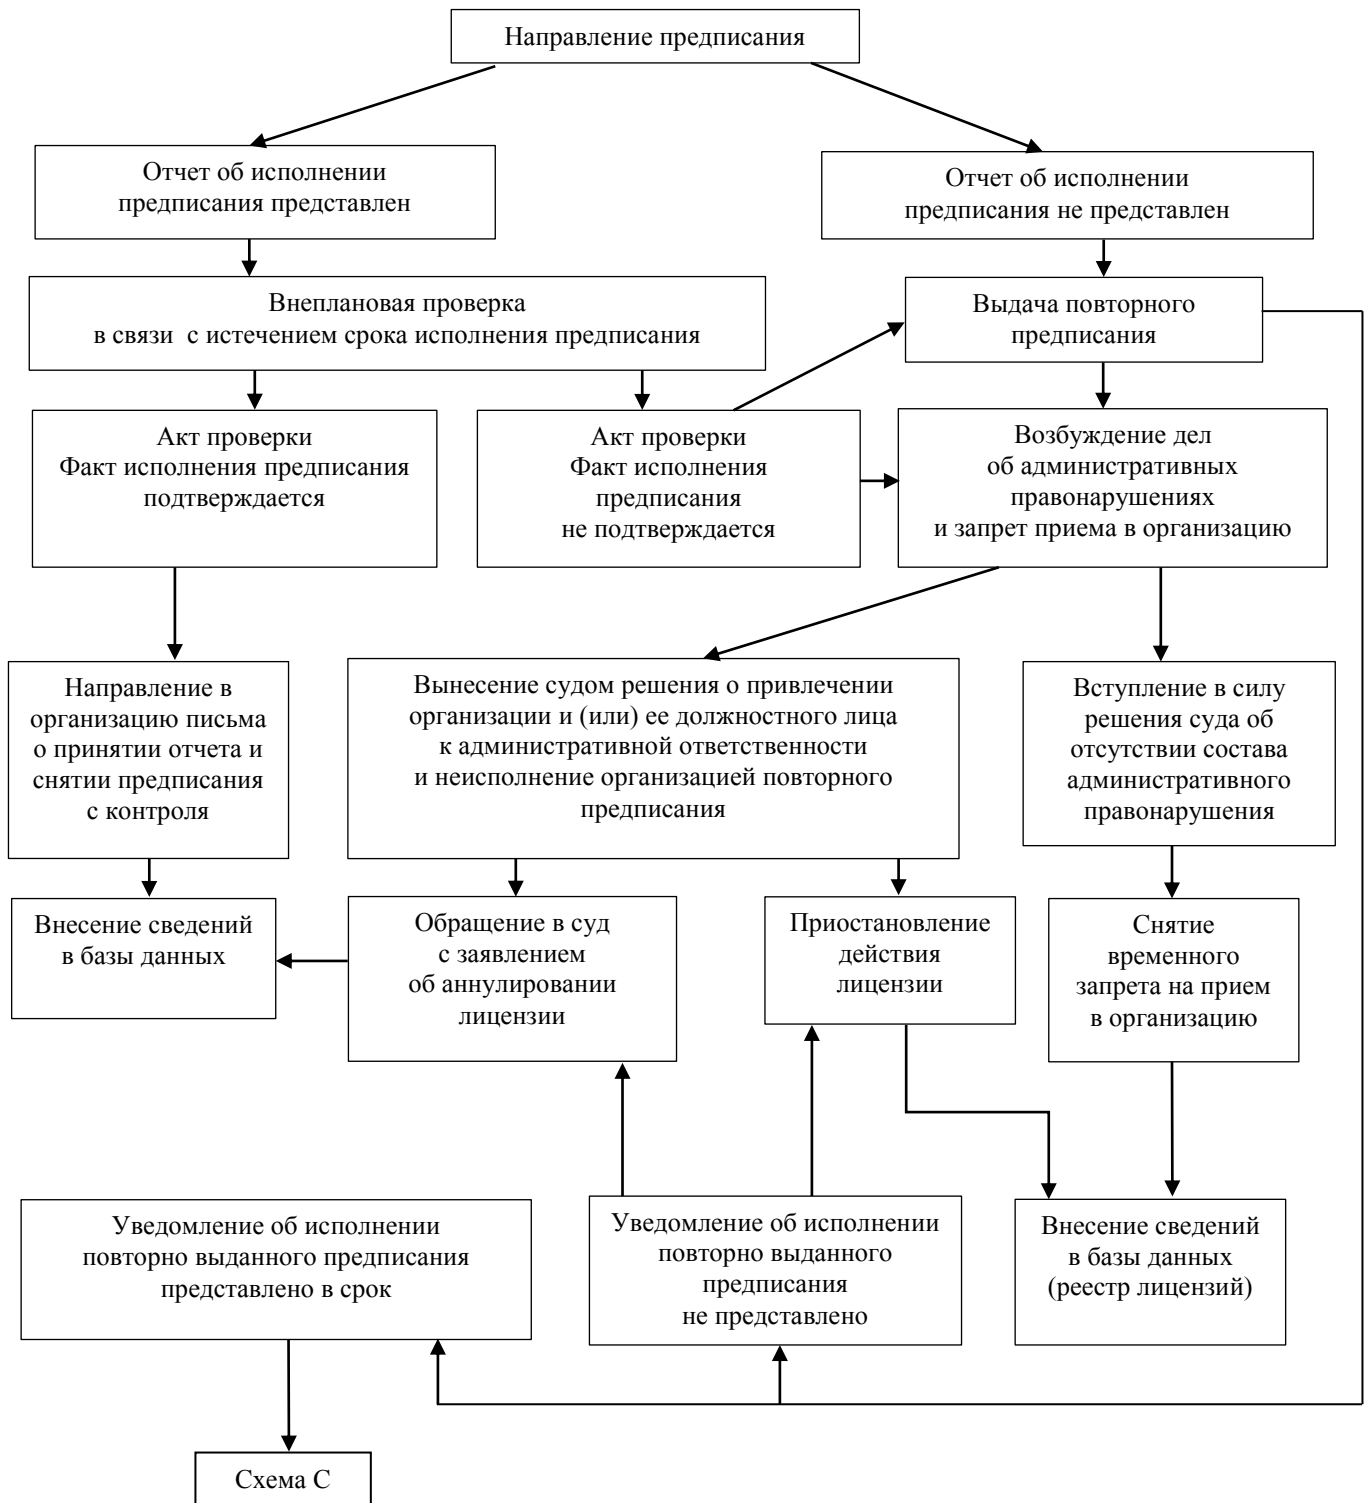 Направление предписания
Отчет об исполнении
предписания представлен
Отчет об исполнении
предписания не представлен
Внеплановая проверка
в связи с истечением срока исполнения предписания
Выдача повторного
предписания
Акт проверки
Факт исполнения предписания
подтверждается
Акт проверки
Факт исполнения
предписания
не подтверждается
Возбуждение дел
об административных
правонарушениях
и запрет приема в организацию
Направление в
организацию письма
о принятии отчета и
снятии предписания
с контроля
Вынесение судом решения о привлечении
организации и (или) ее должностного лица
к административной ответственности
и неисполнение организацией повторного
предписания
Вступление в силу
решения суда об
отсутствии состава
административного
правонарушения
Внесение сведений
в базы данных
Обращение в суд
с заявлением
об аннулировании
лицензии
Приостановление
действия
лицензии
Снятие
временного
запрета на прием
в организацию
Уведомление об исполнении
повторно выданного предписания
представлено в срок
Уведомление об исполнении
повторно выданного
предписания
не представлено
Внесение сведений
в базы данных
(реестр лицензий)
Схема С